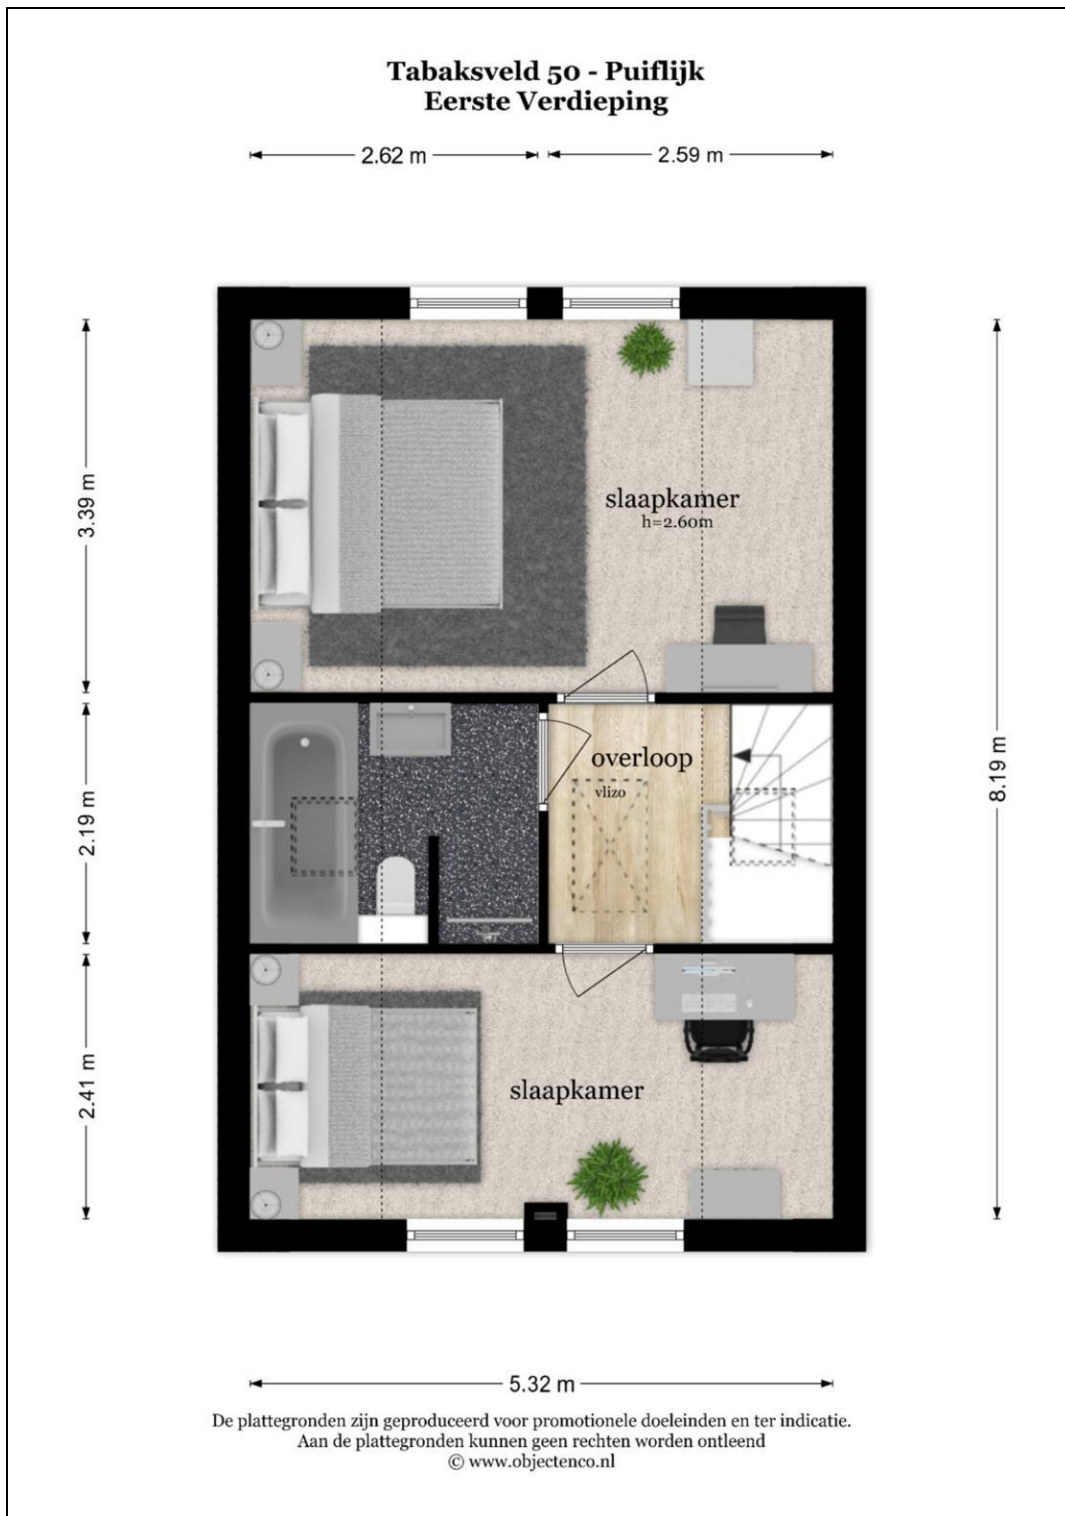 Tabaksveld 50 - Puiflijk
Eerste Verdieping
2.62 m
2.59 m
3.39 m
slaapkamer
h=2.60m
overloop
vlizo
2.19 m
8.19 m
2.41 m
slaapkamer
5.32 m
De plattegronden zijn geproduceerd voor promotionele doeleinden en ter indicatie.
Aan de plattegronden kunnen geen rechten worden ontleend
© www.objectenco.nl